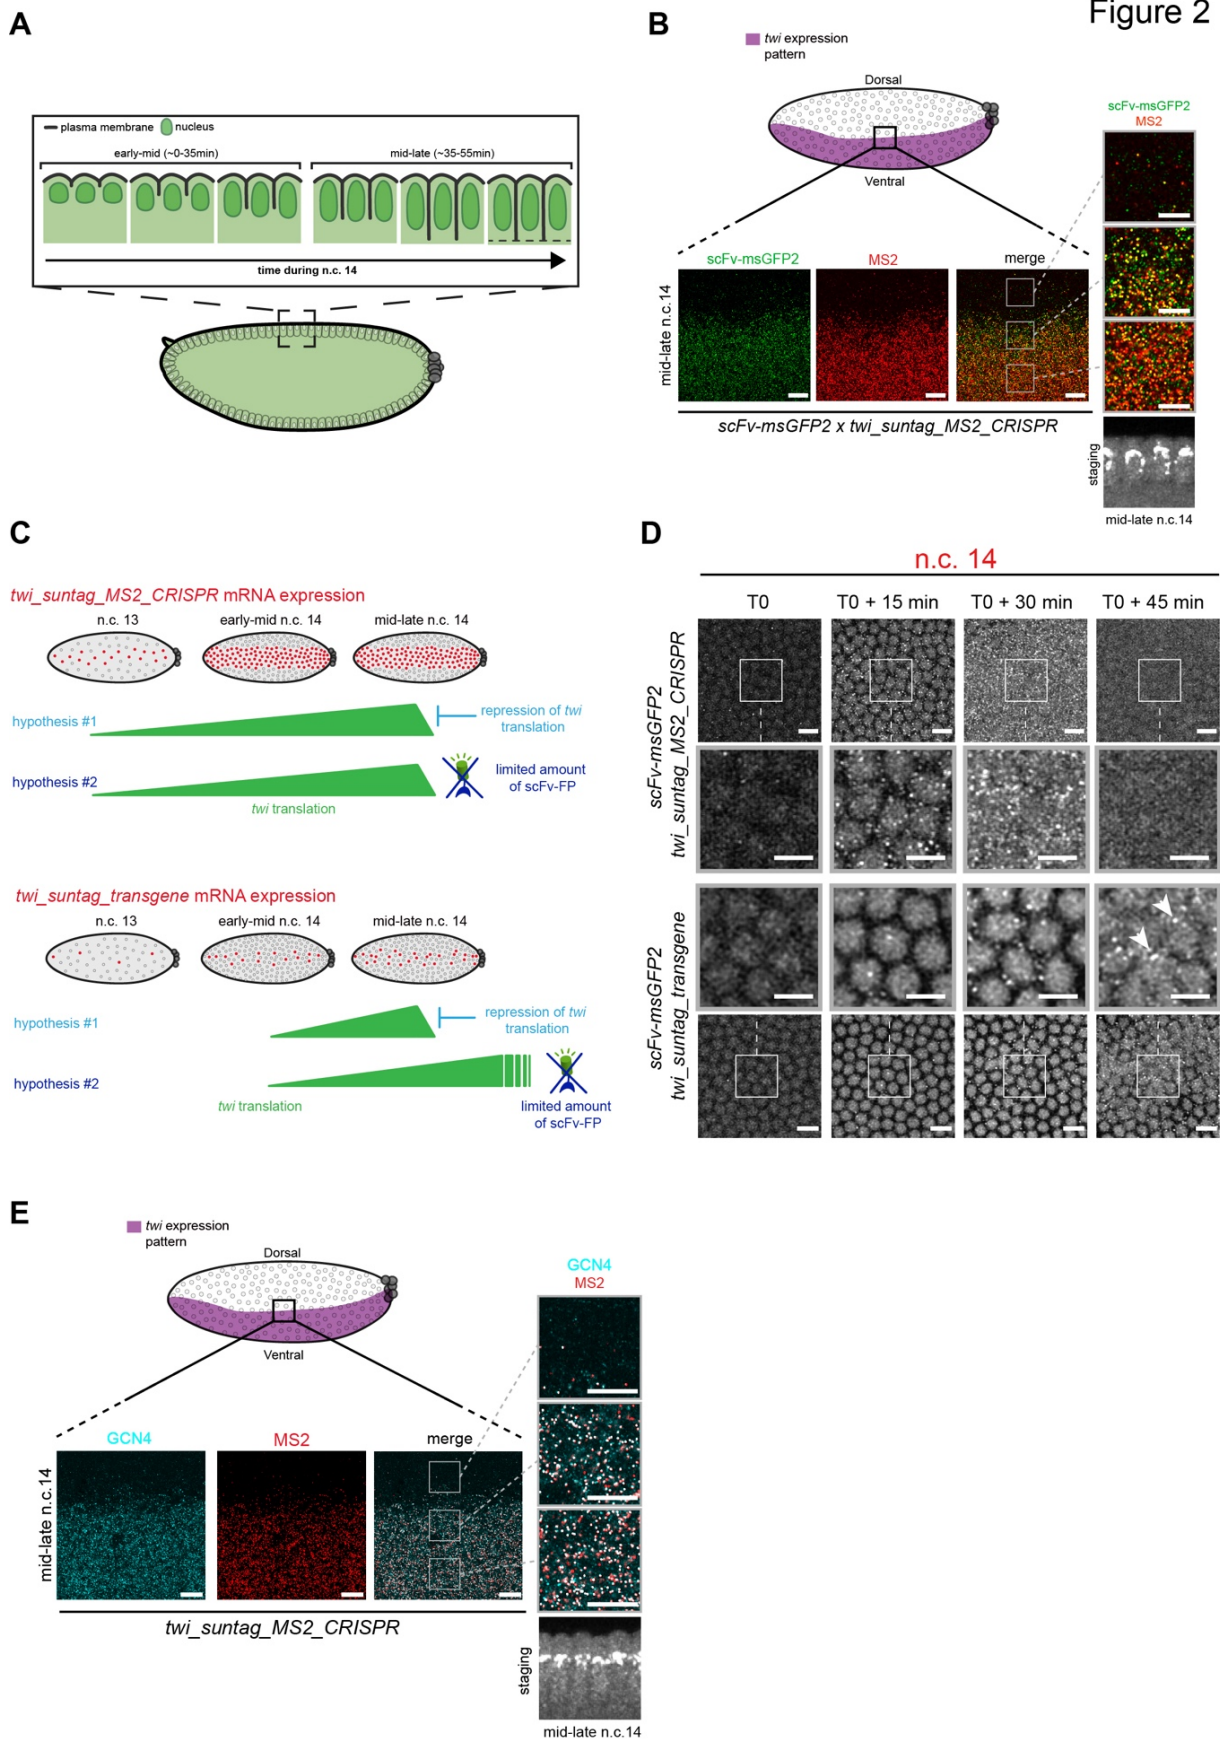 Figure 2
A
plasma membrane
nucleus
early-mid (~0-35min)
mid-late (~35-55min)
time during n.c. 14
B
twi expression
pattern
Dorsal
Ventral
scFv-msGFP2
MS2
merge
mid-late n.c.14
scFv-msGFP2 x twi_suntag_MS2_CRISPR
scFv-msGFP2
MS2
staging
mid-late n.c.14
C
twi_suntag_MS2_CRISPR mRNA expression
n.c. 13
early-mid n.c. 14
mid-late n.c. 14
hypothesis #1
repression of twi
translation
hypothesis #2
limited amount
of scFv-FP
twi translation
twi_suntag_transgene mRNA expression
n.c. 13
early-mid n.c. 14
mid-late n.c. 14
hypothesis #1
repression of twi
translation
hypothesis #2
twi translation
limited amount
of scFv-FP
D
n.c. 14
T0
T0 + 15 min
T0 + 30 min
T0 + 45 min
scFv-msGFP2
twi_suntag_MS2_CRISPR
scFv-msGFP2
twi_suntag_transgene
E
twi expression
pattern
Dorsal
Ventral
GCN4
MS2
merge
mid-late n.c.14
twi_suntag_MS2_CRISPR
GCN4
MS2
staging
mid-late n.c.14